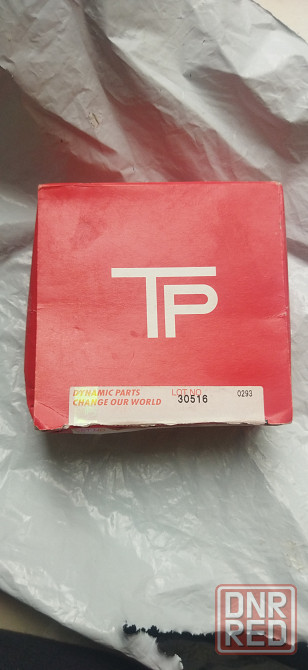 TP
DYNAMIC PARTS
CHANGE OUR WORLD
LOT NO.
30516
0293
DNR
RED